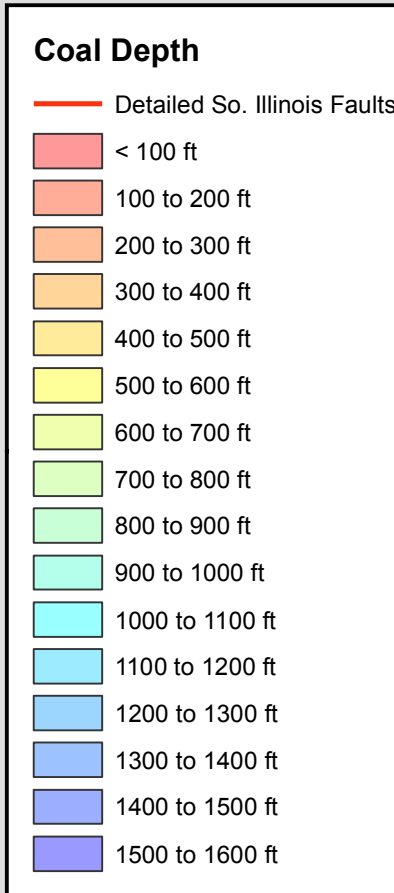 Coal Depth
Detailed So. Illinois Faults
< 100 ft
100 to 200 ft
200 to 300 ft
300 to 400 ft
400 to 500 ft
500 to 600 ft
600 to 700 ft
700 to 800 ft
800 to 900 ft
900 to 1000 ft
1000 to 1100 ft
1100 to 1200 ft
1200 to 1300 ft
1300 to 1400 ft
1400 to 1500 ft
1500 to 1600 ft